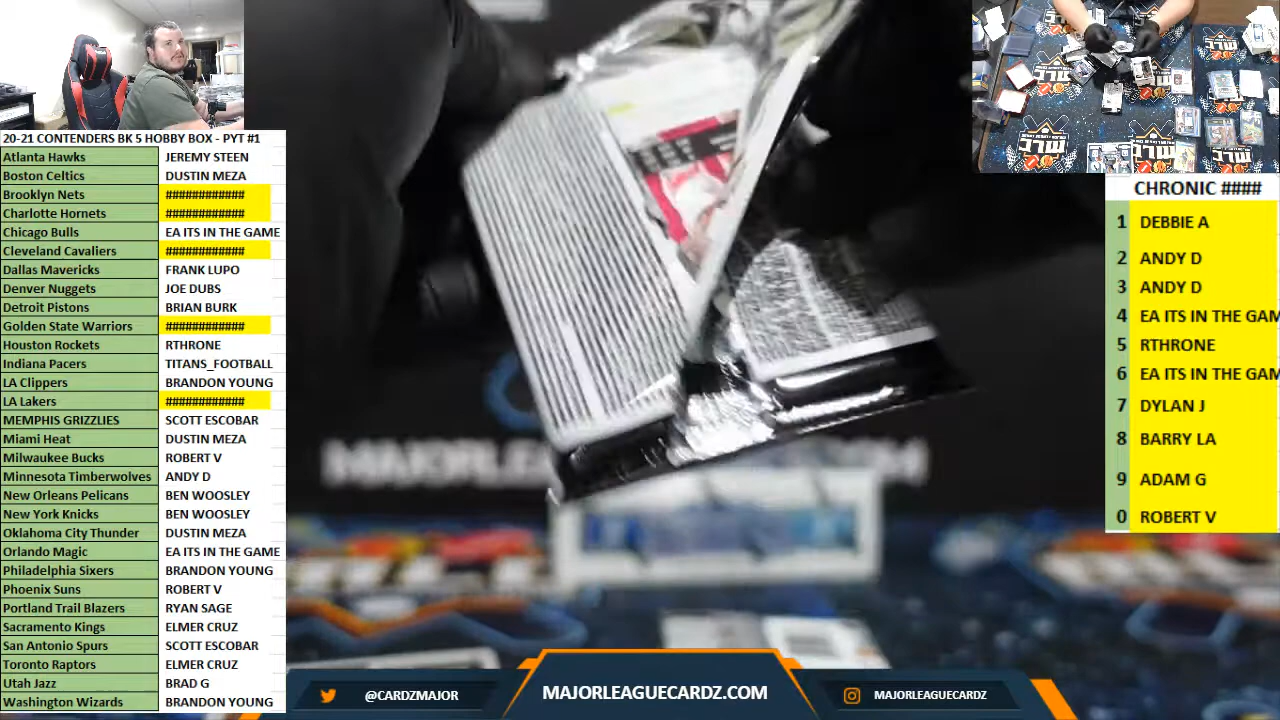 20-21 CONTENDERS BK 5 HOBBY BOX - PYT #1
Atlanta Hawks JEREMY STEEN
Boston Celtics DUSTIN MEZA
Brooklyn Nets ############
Charlotte Hornets ############
Chicago Bulls EA ITS IN THE GAME
Cleveland Cavaliers ############
Dallas Mavericks FRANK LUPO
Denver Nuggets JOE DUBS
Detroit Pistons BRIAN BURK
Golden State Warriors ############
Houston Rockets RTHRONE
Indiana Pacers TITANS_FOOTBALL
LA Clippers BRANDON YOUNG
LA Lakers ############
MEMPHIS GRIZZLIES SCOTT ESCOBAR
Miami Heat DUSTIN MEZA
Milwaukee Bucks ROBERT V
Minnesota Timberwolves ANDY D
New Orleans Pelicans BEN WOOSLEY
New York Knicks BEN WOOSLEY
Oklahoma City Thunder DUSTIN MEZA
Orlando Magic EA ITS IN THE GAME
Philadelphia Sixers BRANDON YOUNG
Phoenix Suns ROBERT V
Portland Trail Blazers RYAN SAGE
Sacramento Kings ELMER CRUZ
San Antonio Spurs SCOTT ESCOBAR
Toronto Raptors ELMER CRUZ
Utah Jazz BRAD G
Washington Wizards BRANDON YOUNG
MLC
MLC
MLC
MLC
MLC
CHRONIC ####
1 DEBBIE A
2 ANDY D
3 ANDY D
4 EA ITS IN THE GAM
5 RTHRONE
6 EA ITS IN THE GAM
7 DYLAN J
8 BARRY LA
9 ADAM G
0 ROBERT V
@CARDZMAJOR
MAJORLEAGUECARDZ.COM
MAJORLEAGUECARDZ